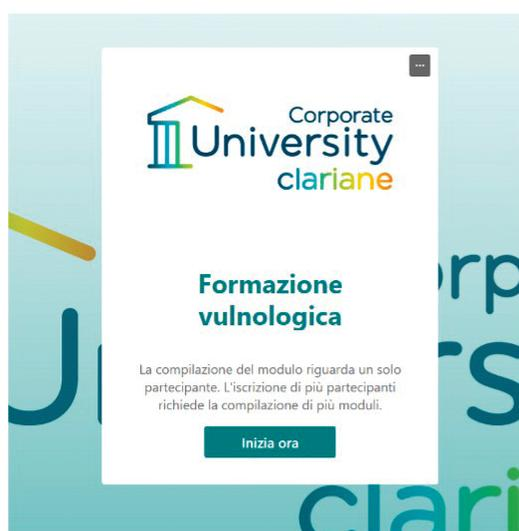 ...
Corporate
University
clariane
Formazione
vulnologica
La compilazione del modulo riguarda un solo
partecipante. L'iscrizione di più partecipanti
richiede la compilazione di più moduli.
Inizia ora